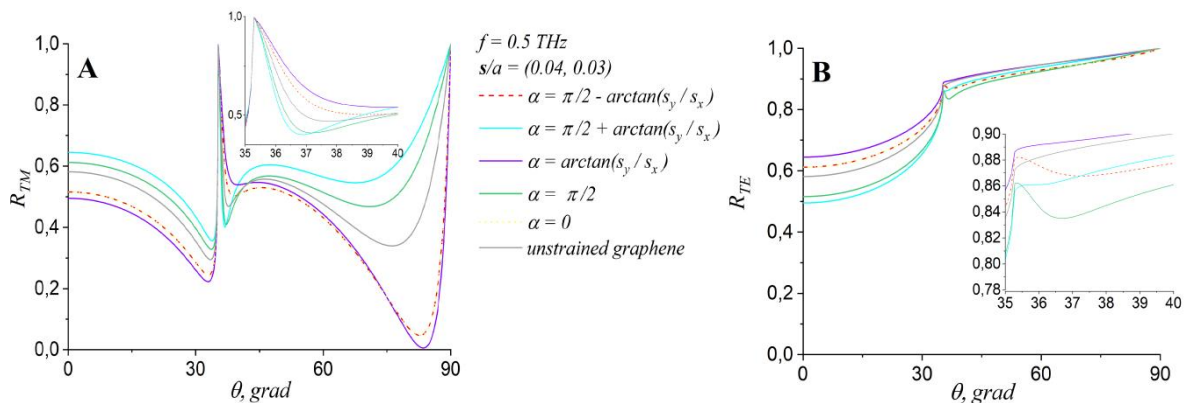 A
1,0
0,8
0,6
0,4
0,2
0,0
R_TM
0 30 60 90
θ, grad
1,0
0,5
35 36 37 38 39 40
f = 0.5 THz
s/a = (0.04, 0.03)
α = π/2 - arctan(s_y / s_x )
α = π/2 + arctan(s_y / s_x )
α = arctan(s_y / s_x )
α = π/2
α = 0
unstrained graphene
B
1,0
0,8
0,6
0,4
0,2
0,0
R_TE
0 30 60 90
θ, grad
0,90
0,88
0,86
0,84
0,82
0,80
0,78
35 36 37 38 39 40